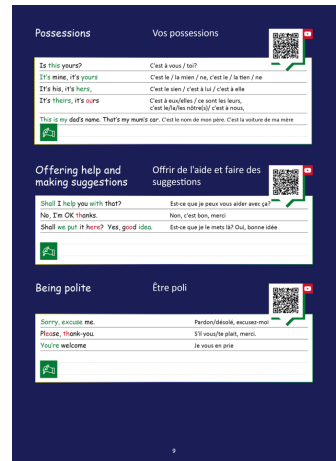 Possessions Vos possessions
Is this yours? C'est à vous / toi?
It's mine, it's yours C'est le / la mien / ne, c'est le / la tien / ne
It's his, it's hers, C'est le sien / c'est à lui / c'est à elle
It's theirs, it's ours C'est à eux/elles / ce sont les leurs,
c'est le/la/les nôtre(s)/ c'est à nous,
This is my dad's name. That's my mum's car. C'est le nom de mon père. C'est la voiture de ma mère
Offering help and Offrir de l'aide et faire des
making suggestions suggestions
Shall I help you with that? Est-ce que je peux vous aider avec ça?
No, I'm OK thanks. Non, c'est bon, merci
Shall we put it here? Yes, good idea. Est-ce que je le mets là? Oui, bonne idée
Being polite Être poli
Sorry, excuse me. Pardon/désolé, escusez-moi
Please, thank-you. S'il vous/te plait, merci.
You're welcome Je vous en prie
9